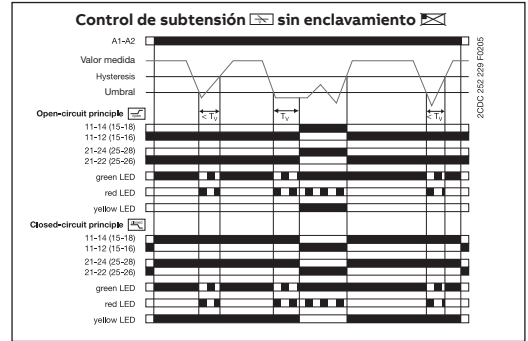 Control de subtensión sin enclavamiento
A1-A2
Valor medida
Hysteresis
Umbral
< Tv
Tv
< Tv
Open-circuit principle
11-14 (15-18)
11-12 (15-16)
21-24 (25-28)
21-22 (25-26)
green LED
red LED
yellow LED
Closed-circuit principle
11-14 (15-18)
11-12 (15-16)
21-24 (25-28)
21-22 (25-26)
green LED
red LED
yellow LED
2CDC 252 229 F0205